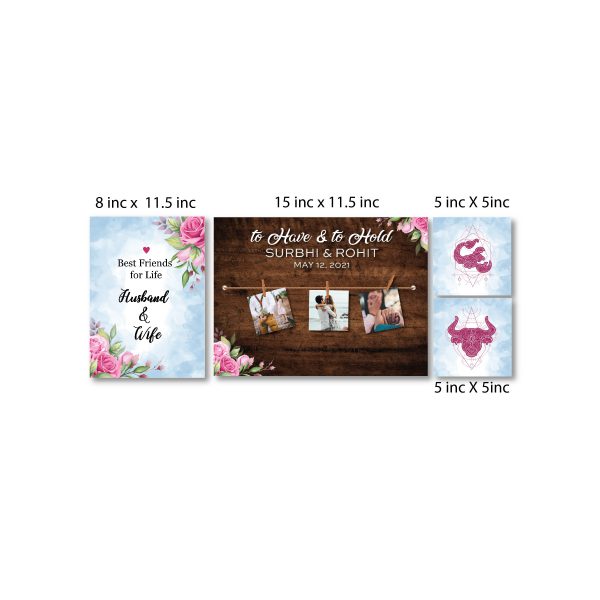 8 inc x 11.5 inc
15 inc x 11.5 inc
5 inc X 5inc
Best Friends
for Life
Husband
&
Wife
to Have & to Hold
SURBHI & ROHIT
MAY 12, 2021
5 inc X 5inc